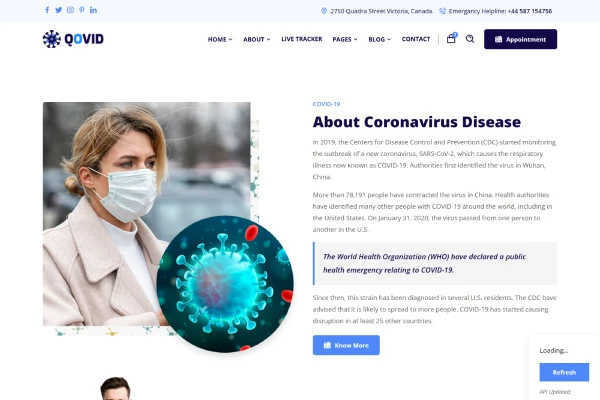 2750 Quadra Street Victoria, Canada. Emergency Helpline: +44 587 154756
QOVID
HOME ABOUT LIVE TRACKER PAGES BLOG CONTACT Appointment
COVID-19
About Coronavirus Disease
In 2019, the Centers for Disease Control and Prevention (CDC) started monitoring
the outbreak of a new coronavirus, SARS-CoV-2, which causes the respiratory
illness now known as COVID-19. Authorities first identified the virus in Wuhan,
China.
More than 78,191 people have contracted the virus in China. Health authorities
have identified many other people with COVID-19 around the world, including in
the United States. On January 31, 2020, the virus passed from one person to
another in the U.S.
The World Health Organization (WHO) have declared a public
health emergency relating to COVID-19.
Since then, this strain has been diagnosed in several U.S. residents. The CDC have
advised that it is likely to spread to more people. COVID-19 has started causing
disruption in at least 25 other countries.
Know More
Loading...
Refresh
API Updated: